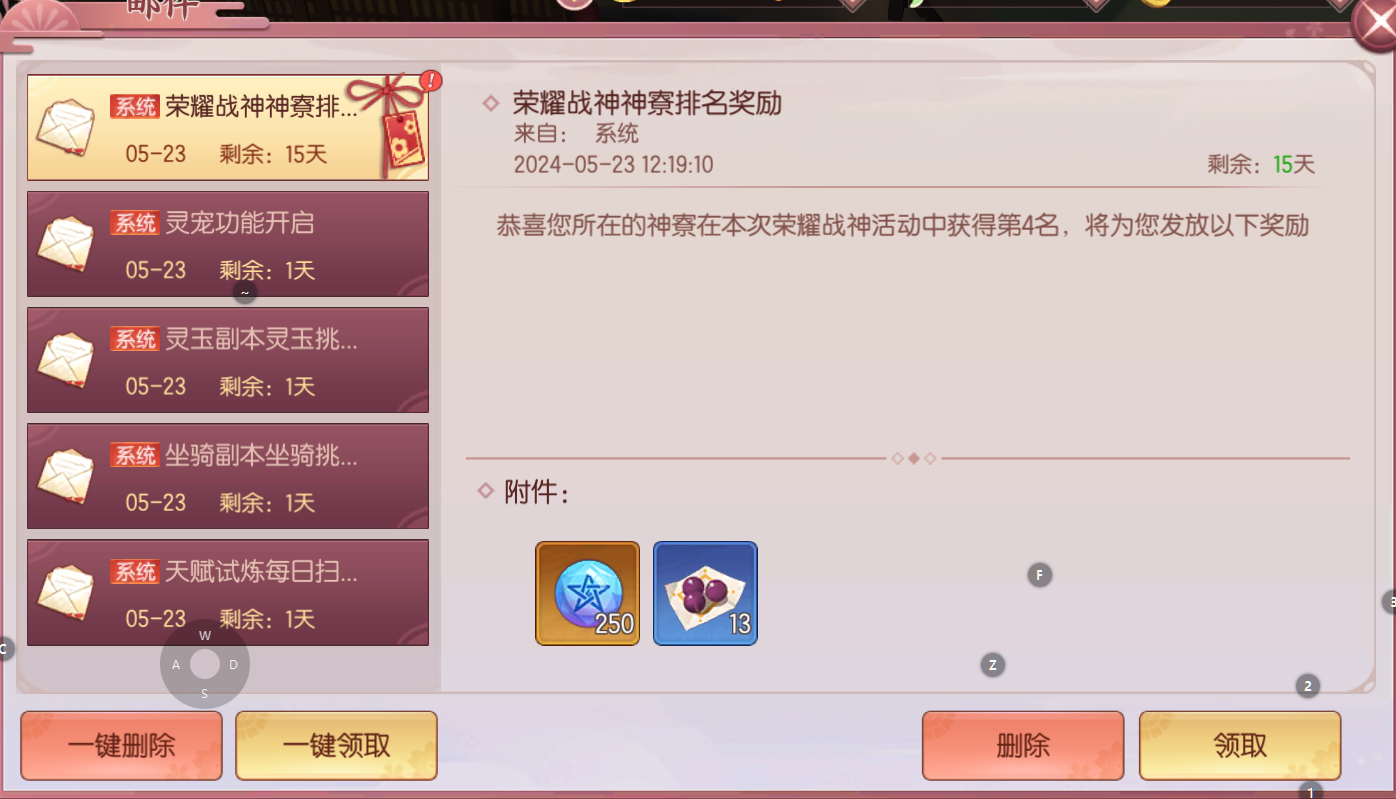 邮件
系统 荣耀战神神寮排...
05-23 剩余：15天
系统 灵宠功能开启
05-23 剩余：1天
~
系统 灵玉副本灵玉挑...
05-23 剩余：1天
系统 坐骑副本坐骑挑...
05-23 剩余：1天
系统 天赋试炼每日扫...
05-23 剩余：1天
W
A D
S
C
一键删除 一键领取
荣耀战神神寮排名奖励
来自： 系统
2024-05-23 12:19:10 剩余：15天
恭喜您所在的神寮在本次荣耀战神活动中获得第4名，将为您发放以下奖励
附件：
250 13
F
3
Z
2
删除 领取
1